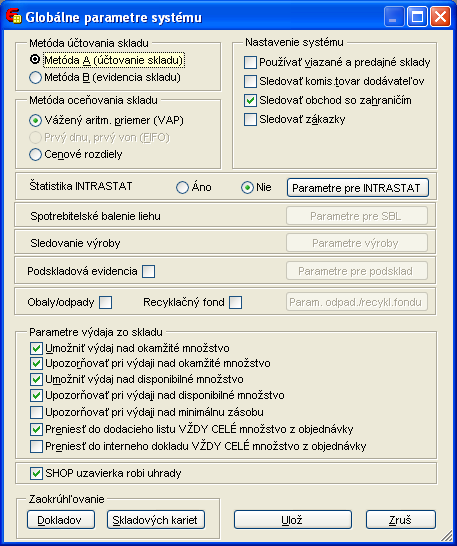 Globálne parametre systému
Metóda účtovania skladu
Metóda A (účtovanie skladu)
Metóda B (evidencia skladu)
Nastavenie systému
Používať viazané a predajné sklady
Sledovať komis.tovar dodávateľov
Sledovať obchod so zahraničím
Sledovať zákazky
Metóda oceňovania skladu
Vážený aritm. priemer (VAP)
Prvý dnu, prvý von (FIFO)
Cenové rozdiely
Štatistika INTRASTAT Áno Nie Parametre pre INTRASTAT
Spotrebitelské balenie liehu Parametre pre SBL
Sledovanie výroby Parametre výroby
Podskladová evidencia Parametre pre podsklad
Obaly/odpady Recyklačný fond Param. odpad./recykl.fondu
Parametre výdaja zo skladu
Umožniť výdaj nad okamžité množstvo
Upozorňovať pri výdaji nad okamžité množstvo
Umožniť výdaj nad disponibilné množstvo
Upozorňovať pri výdaji nad disponibilné množstvo
Upozorňovať pri výdaji nad minimálnu zásobu
Preniesť do dodacieho listu VŽDY CELÉ množstvo z objednávky
Preniesť do interneho dokladu VŽDY CELÉ množstvo z objednávky
SHOP uzavierka robi uhrady
Zaokrúhľovanie
Dokladov Skladových kariet Ulož Zruš